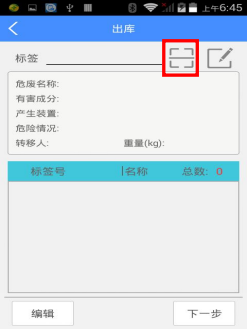 上午6:45
出库
标签
危废名称:
有害成分:
产生装置:
危险情况:
转移人: 重量(kg):
标签号 名称 总数: 0
编辑 下一步